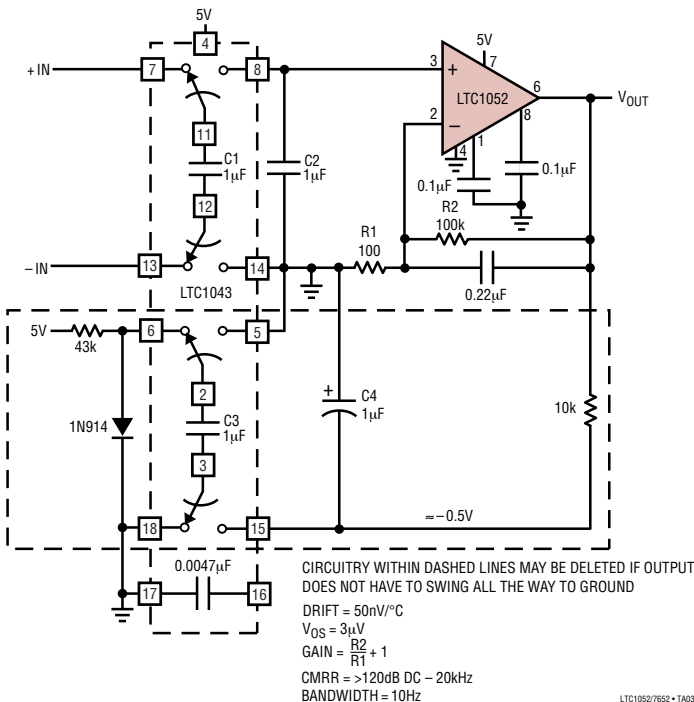 5V
4
+IN
7
8
3
+
5V
7
LTC1052
6
VOUT
2
−
8
1
4
11
C1
1µF
C2
1µF
0.1µF
0.1µF
12
R2
100k
R1
100
−IN
13
14
LTC1043
0.22µF
5V
43k
6
5
2
C3
1µF
1N914
3
+
C4
1µF
10k
18
15
≈−0.5V
0.0047µF
17
16
CIRCUITRY WITHIN DASHED LINES MAY BE DELETED IF OUTPUT
DOES NOT HAVE TO SWING ALL THE WAY TO GROUND
DRIFT = 50nV/°C
VOS = 3µV
GAIN = R2/R1 + 1
CMRR = >120dB DC – 20kHz
BANDWIDTH = 10Hz
LTC1052/7652 • TA03